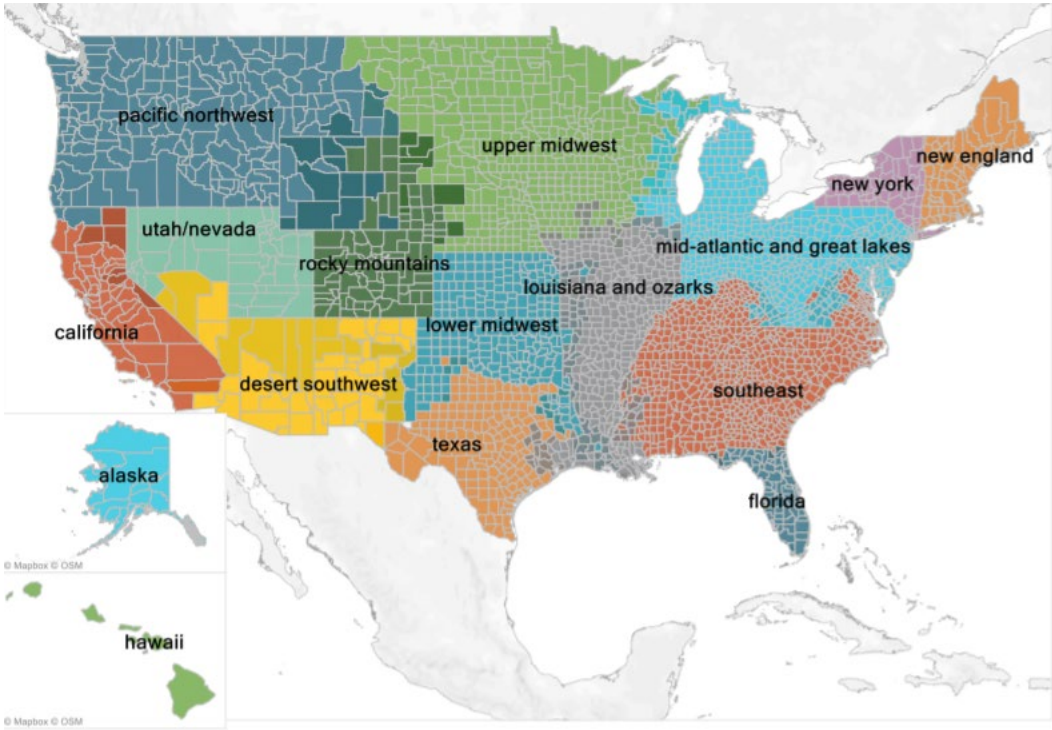 pacific northwest
upper midwest
new england
new york
utah/nevada
mid-atlantic and great lakes
rocky mountains
louisiana and ozarks
california
lower midwest
desert southwest
southeast
texas
alaska
florida
© Mapbox © OSM
hawaii
© Mapbox © OSM